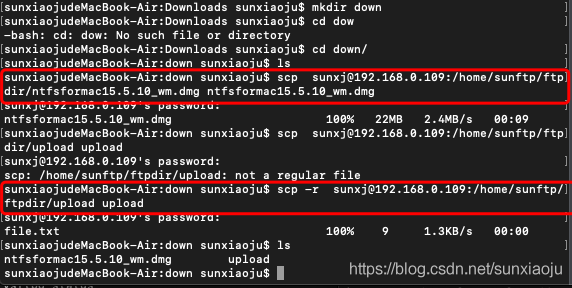 [sunxiaojudeMacBook-Air:Downloads sunxiaoju$ mkdir down ]
[sunxiaojudeMacBook-Air:Downloads sunxiaoju$ cd dow ]
-bash: cd: dow: No such file or directory
[sunxiaojudeMacBook-Air:Downloads sunxiaoju$ cd down/ ]
[sunxiaojudeMacBook-Air:down sunxiaoju$ ls ]
[sunxiaojudeMacBook-Air:down sunxiaoju$ scp  sunxj@192.168.0.109:/home/sunftp/ftp]
dir/ntfsformac15.5.10_wm.dmg ntfsformac15.5.10_wm.dmg
[sunxj@192.168.0.109's password: ]
ntfsformac15.5.10_wm.dmg 100% 22MB 2.4MB/s 00:09
[sunxiaojudeMacBook-Air:down sunxiaoju$ scp  sunxj@192.168.0.109:/home/sunftp/ftp]
dir/upload upload
[sunxj@192.168.0.109's password: ]
scp: /home/sunftp/ftpdir/upload: not a regular file
[sunxiaojudeMacBook-Air:down sunxiaoju$ scp -r  sunxj@192.168.0.109:/home/sunftp/]
ftpdir/upload upload
[sunxj@192.168.0.109's password: ]
file.txt 100% 9 1.3KB/s 00:00
[sunxiaojudeMacBook-Air:down sunxiaoju$ ls ]
ntfsformac15.5.10_wm.dmg upload
sunxiaojudeMacBook-Air:down sunxiaoju$
https://blog.csdn.net/sunxiaoju